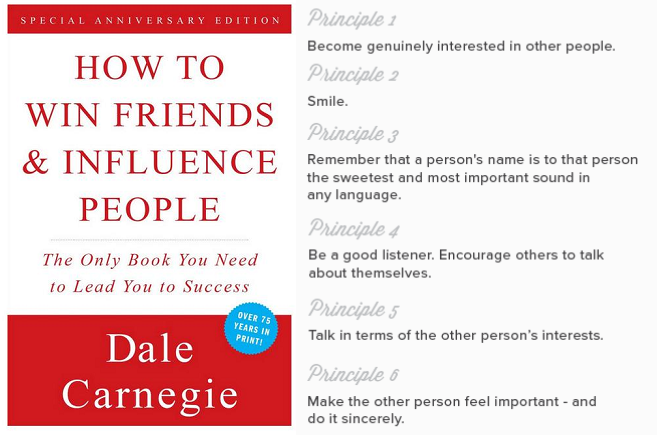 SPECIAL ANNIVERSARY EDITION
HOW TO
WIN FRIENDS
& INFLUENCE
PEOPLE
The Only Book You Need
to Lead You to Success
OVER 75
YEARS IN
PRINT!
Dale
Carnegie
Principle 1
Become genuinely interested in other people.
Principle 2
Smile.
Principle 3
Remember that a person's name is to that person
the sweetest and most important sound in
any language.
Principle 4
Be a good listener. Encourage others to talk
about themselves.
Principle 5
Talk in terms of the other person’s interests.
Principle 6
Make the other person feel important - and
do it sincerely.